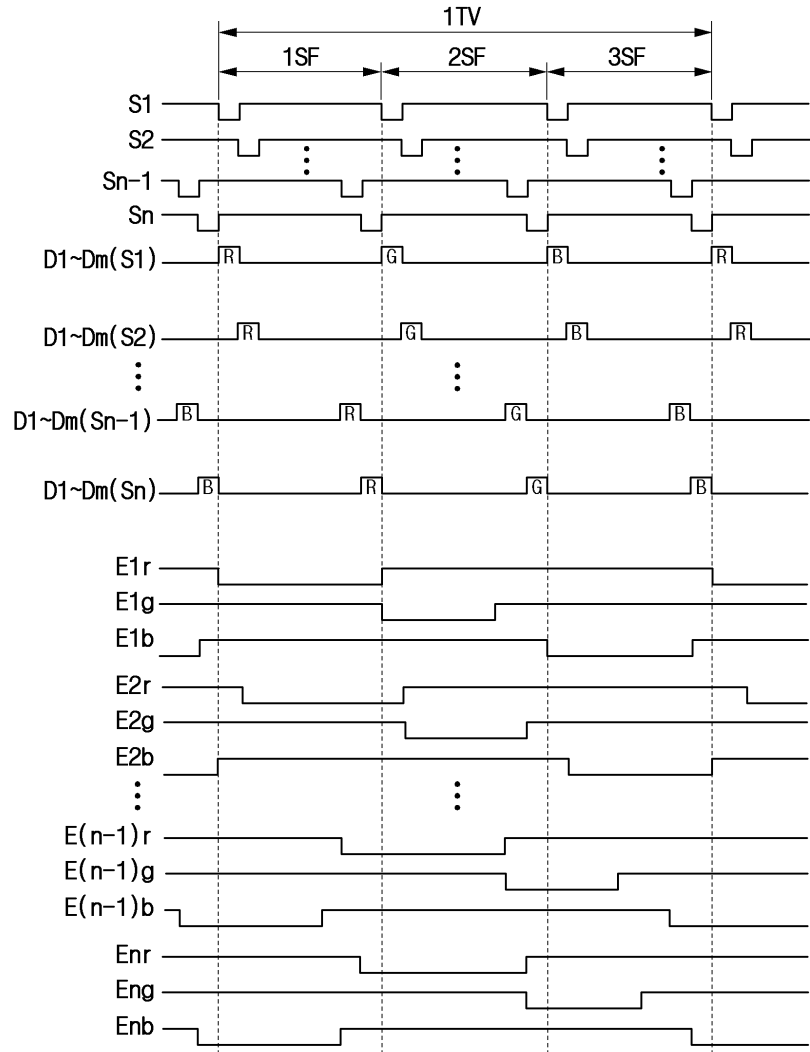 1TV
1SF 2SF 3SF
S1
S2
Sn-1
Sn
D1~Dm(S1) R G B R
D1~Dm(S2) R G B R
D1~Dm(Sn-1) B R G B
D1~Dm(Sn) B R G B
E1r
E1g
E1b
E2r
E2g
E2b
E(n-1)r
E(n-1)g
E(n-1)b
Enr
Eng
Enb